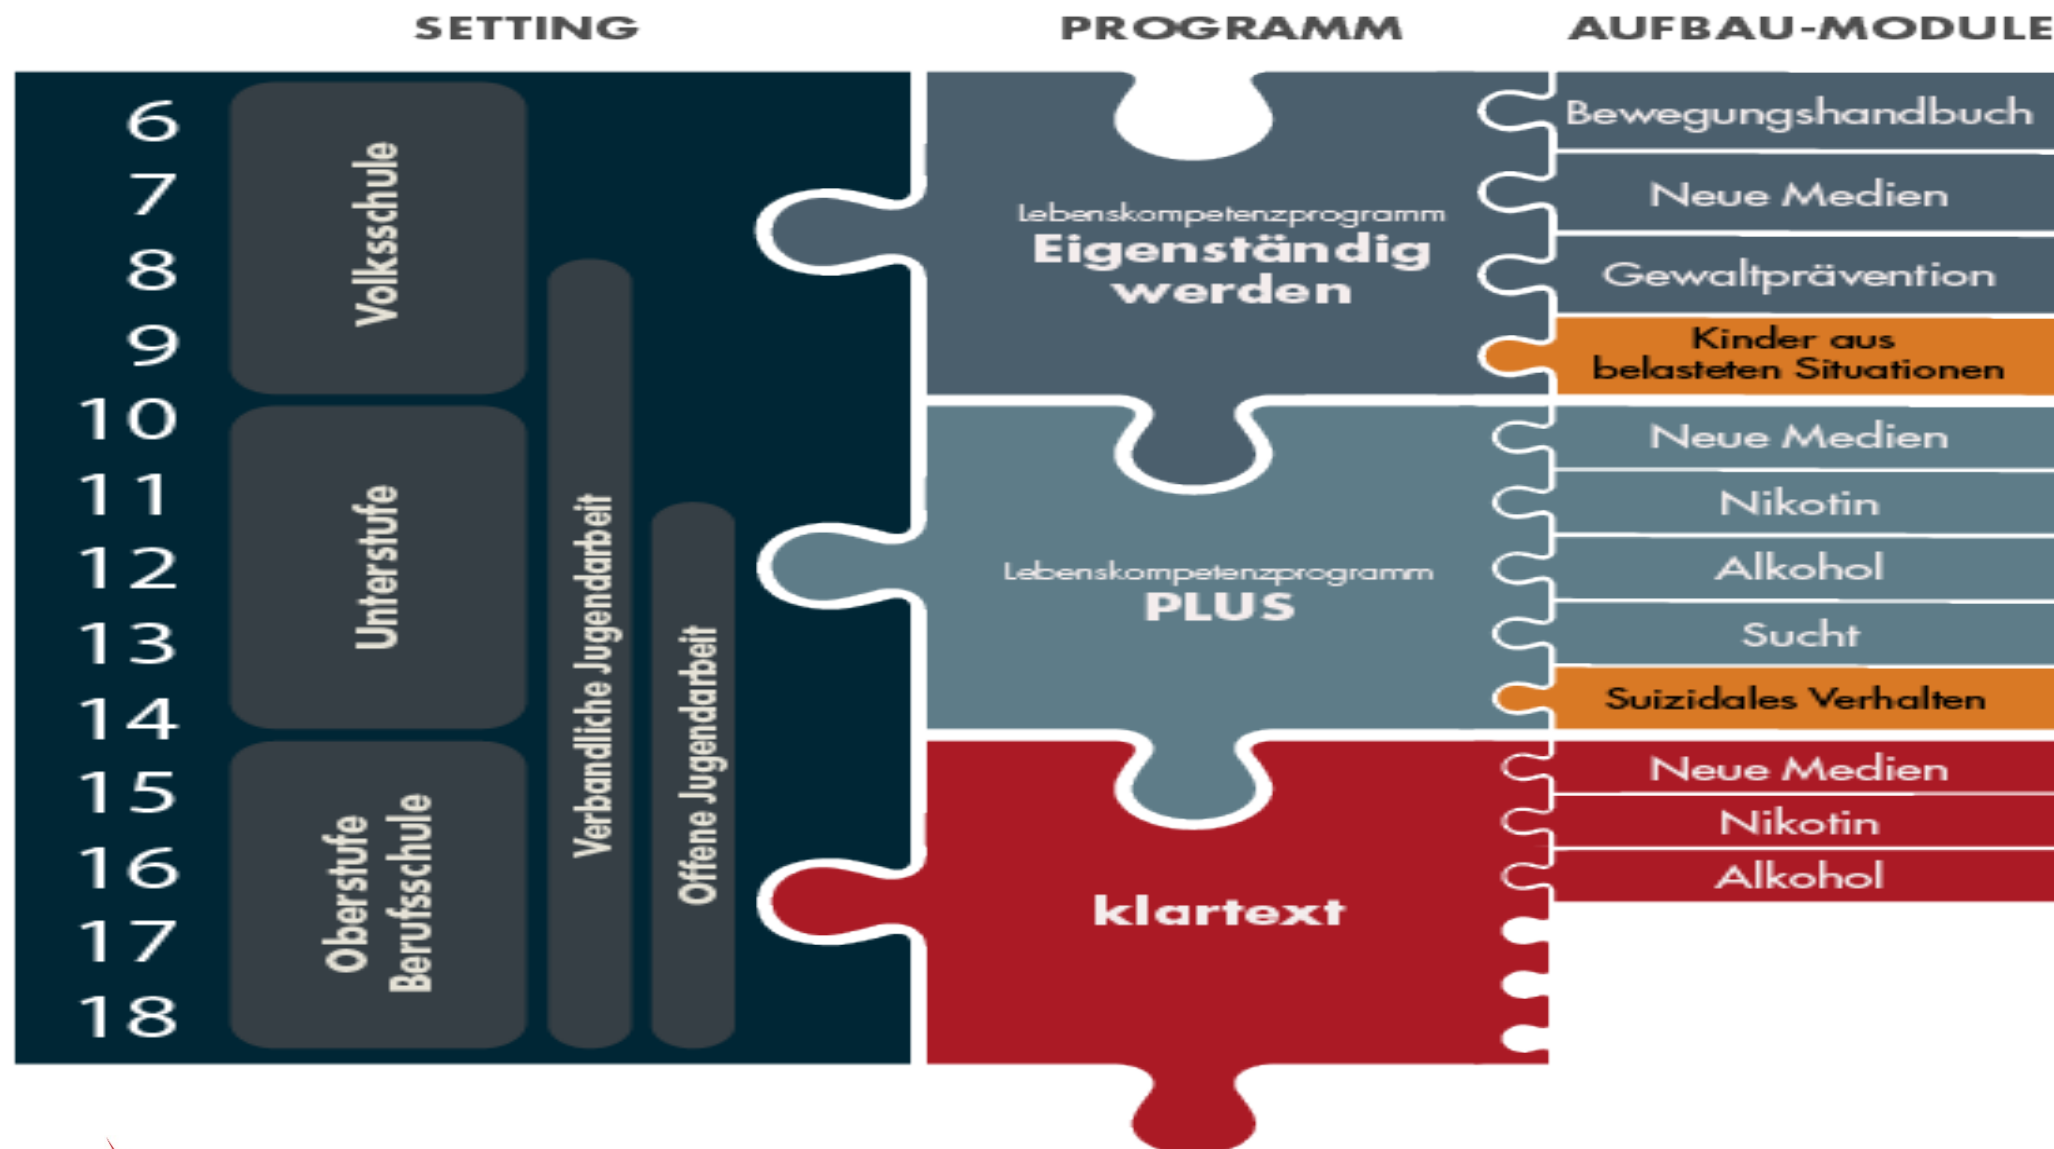 SETTING
PROGRAMM
AUFBAU-MODULE
6
7
8
9
10
11
12
13
14
15
16
17
18
Volksschule
Unterstufe
Oberstufe
Berufsschule
Verbandliche Jugendarbeit
Offene Jugendarbeit
Lebenskompetenzprogramm
Eigenständig
werden
Lebenskompetenzprogramm
PLUS
klartext
Bewegungshandbuch
Neue Medien
Gewaltprävention
Kinder aus
belasteten Situationen
Neue Medien
Nikotin
Alkohol
Sucht
Suizidales Verhalten
Neue Medien
Nikotin
Alkohol